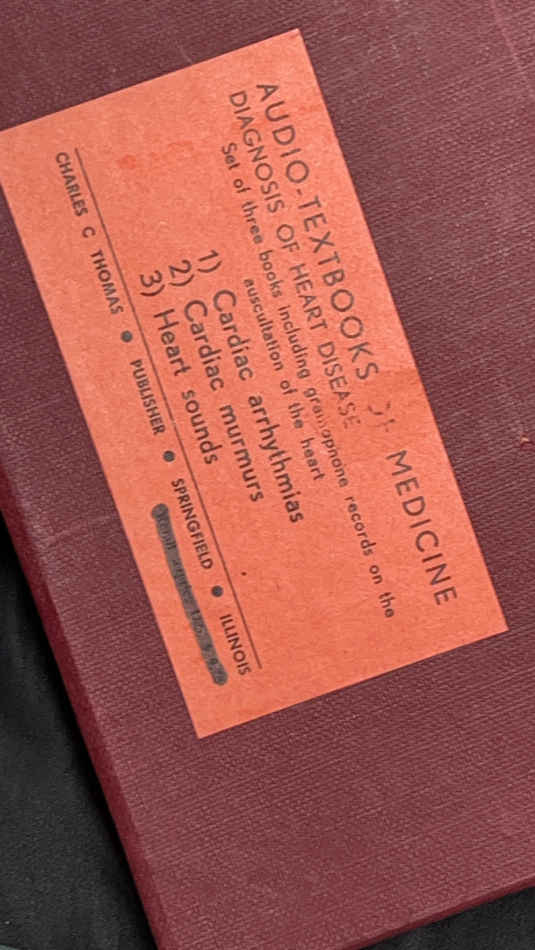 AUDIO-TEXTBOOKS OF MEDICINE
DIAGNOSIS OF HEART DISEASE
Set of three books including gramophone records on the
auscultation of the heart
1) Cardiac arrhythmias
2) Cardiac murmurs
3) Heart sounds
CHARLES C THOMAS ● PUBLISHER ● SPRINGFIELD ● ILLINOIS